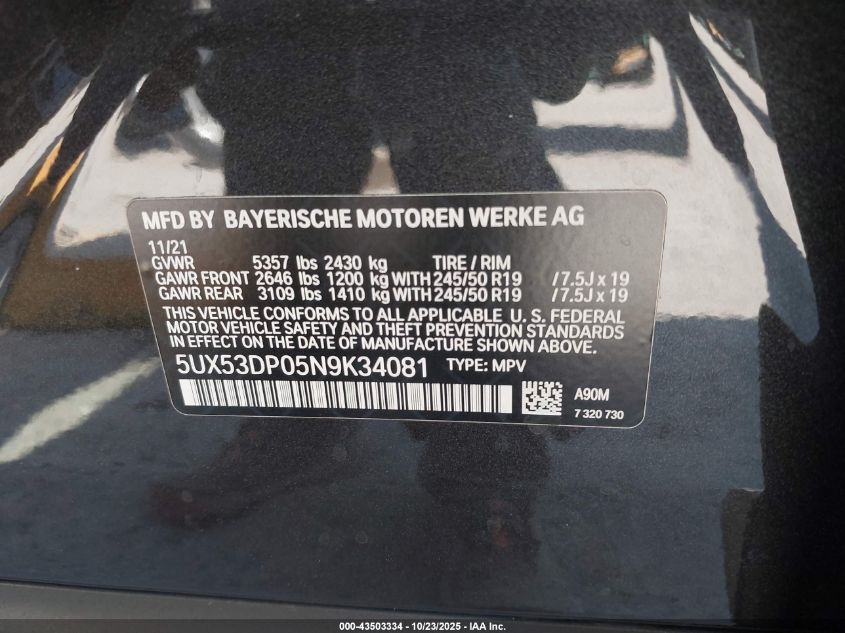 MFD BY BAYERISCHE MOTOREN WERKE AG
11/21
GVWR 5357 lbs 2430 kg TIRE / RIM
GAWR FRONT 2646 lbs 1200 kg WITH 245/50 R19 / 7.5J x 19
GAWR REAR 3109 lbs 1410 kg WITH 245/50 R19 / 7.5J x 19
THIS VEHICLE CONFORMS TO ALL APPLICABLE U. S. FEDERAL
MOTOR VEHICLE SAFETY AND THEFT PREVENTION STANDARDS
IN EFFECT ON THE DATE OF MANUFACTURE SHOWN ABOVE.
5UX53DP05N9K34081 TYPE: MPV
A90M
7 320 730
000-43503334 - 10/23/2025 - IAA Inc.